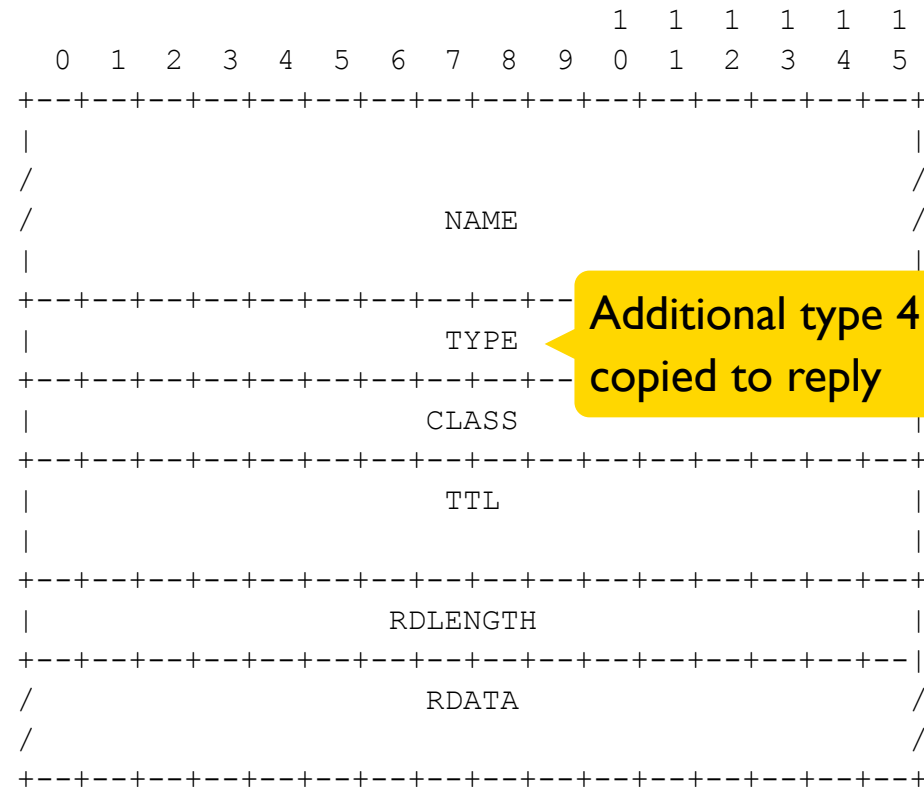 1  1  1  1  1  1
  0  1  2  3  4  5  6  7  8  9  0  1  2  3  4  5
+--+--+--+--+--+--+--+--+--+--+--+--+--+--+--+--+
|                                               |
/                                               /
/                      NAME                     /
|                                               |
+--+--+--+--+--+--+--+--+--+--
|                      TYPE
Additional type 4
copied to reply
+--+--+--+--+--+--+--+--+--+--
|                     CLASS                     |
+--+--+--+--+--+--+--+--+--+--+--+--+--+--+--+--+
|                      TTL                      |
|                                               |
+--+--+--+--+--+--+--+--+--+--+--+--+--+--+--+--+
|                   RDLENGTH                    |
+--+--+--+--+--+--+--+--+--+--+--+--+--+--+--+--|
/                     RDATA                     /
/                                               /
+--+--+--+--+--+--+--+--+--+--+--+--+--+--+--+--+